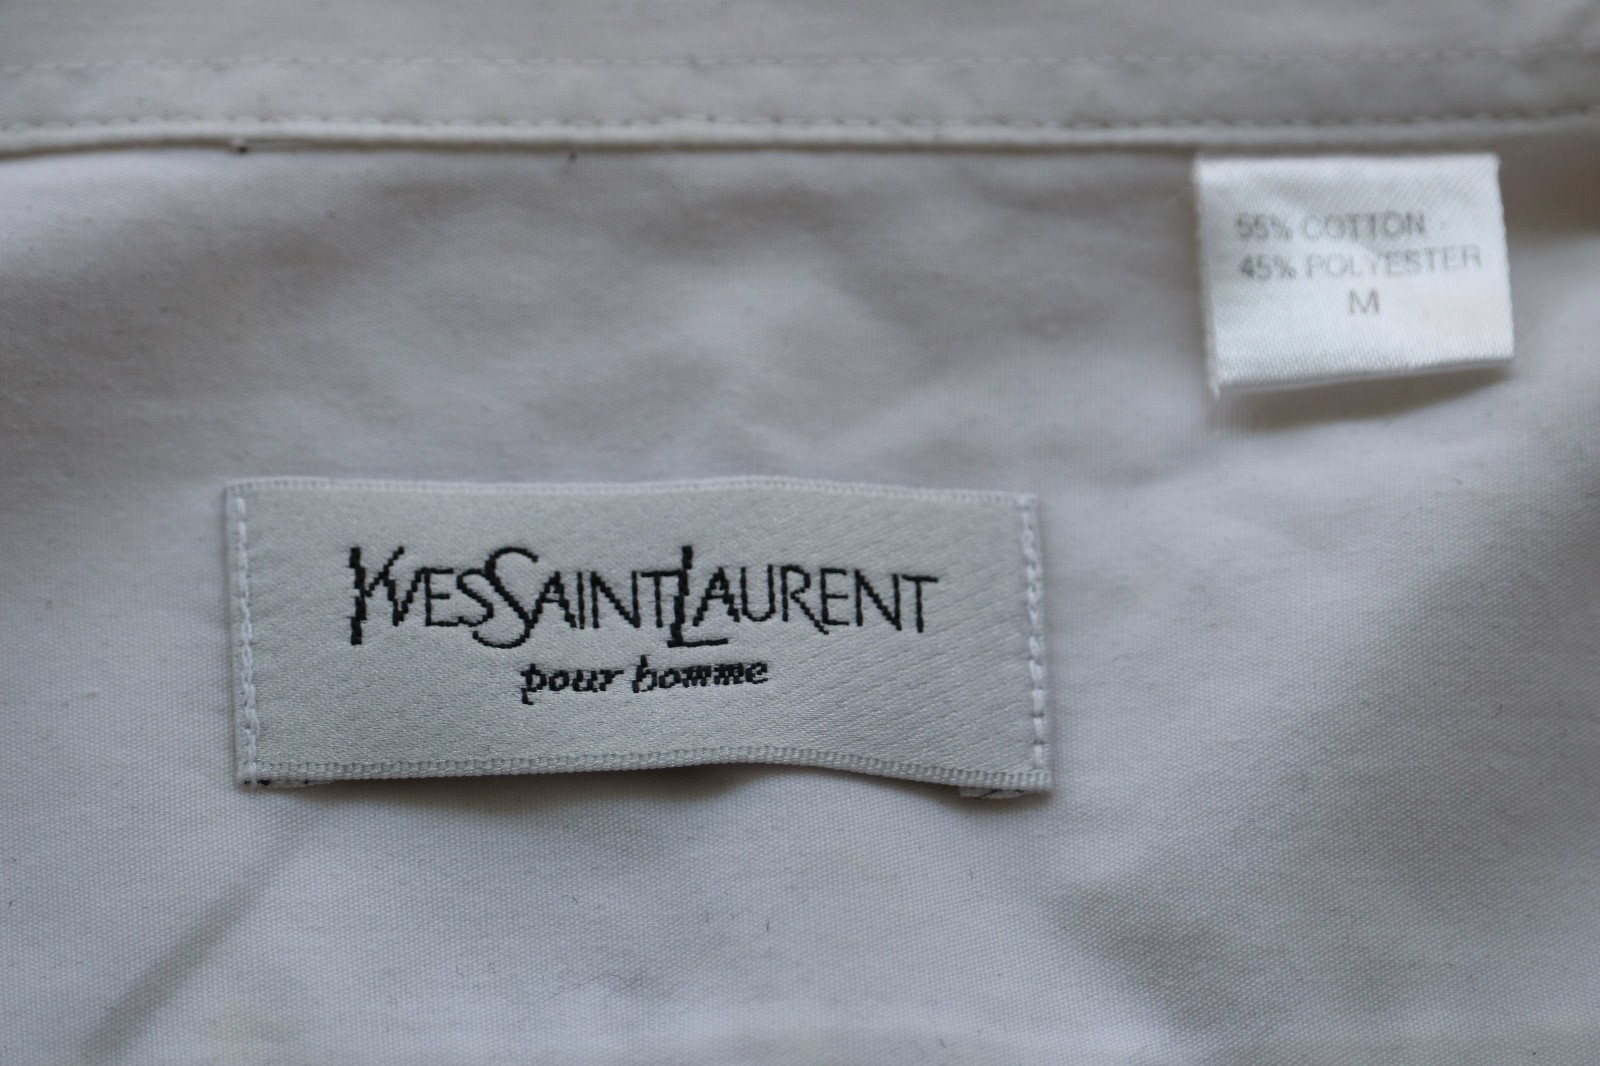 55% COTTON
45% POLYESTER
M
YVESSAINTLAURENT
pour homme